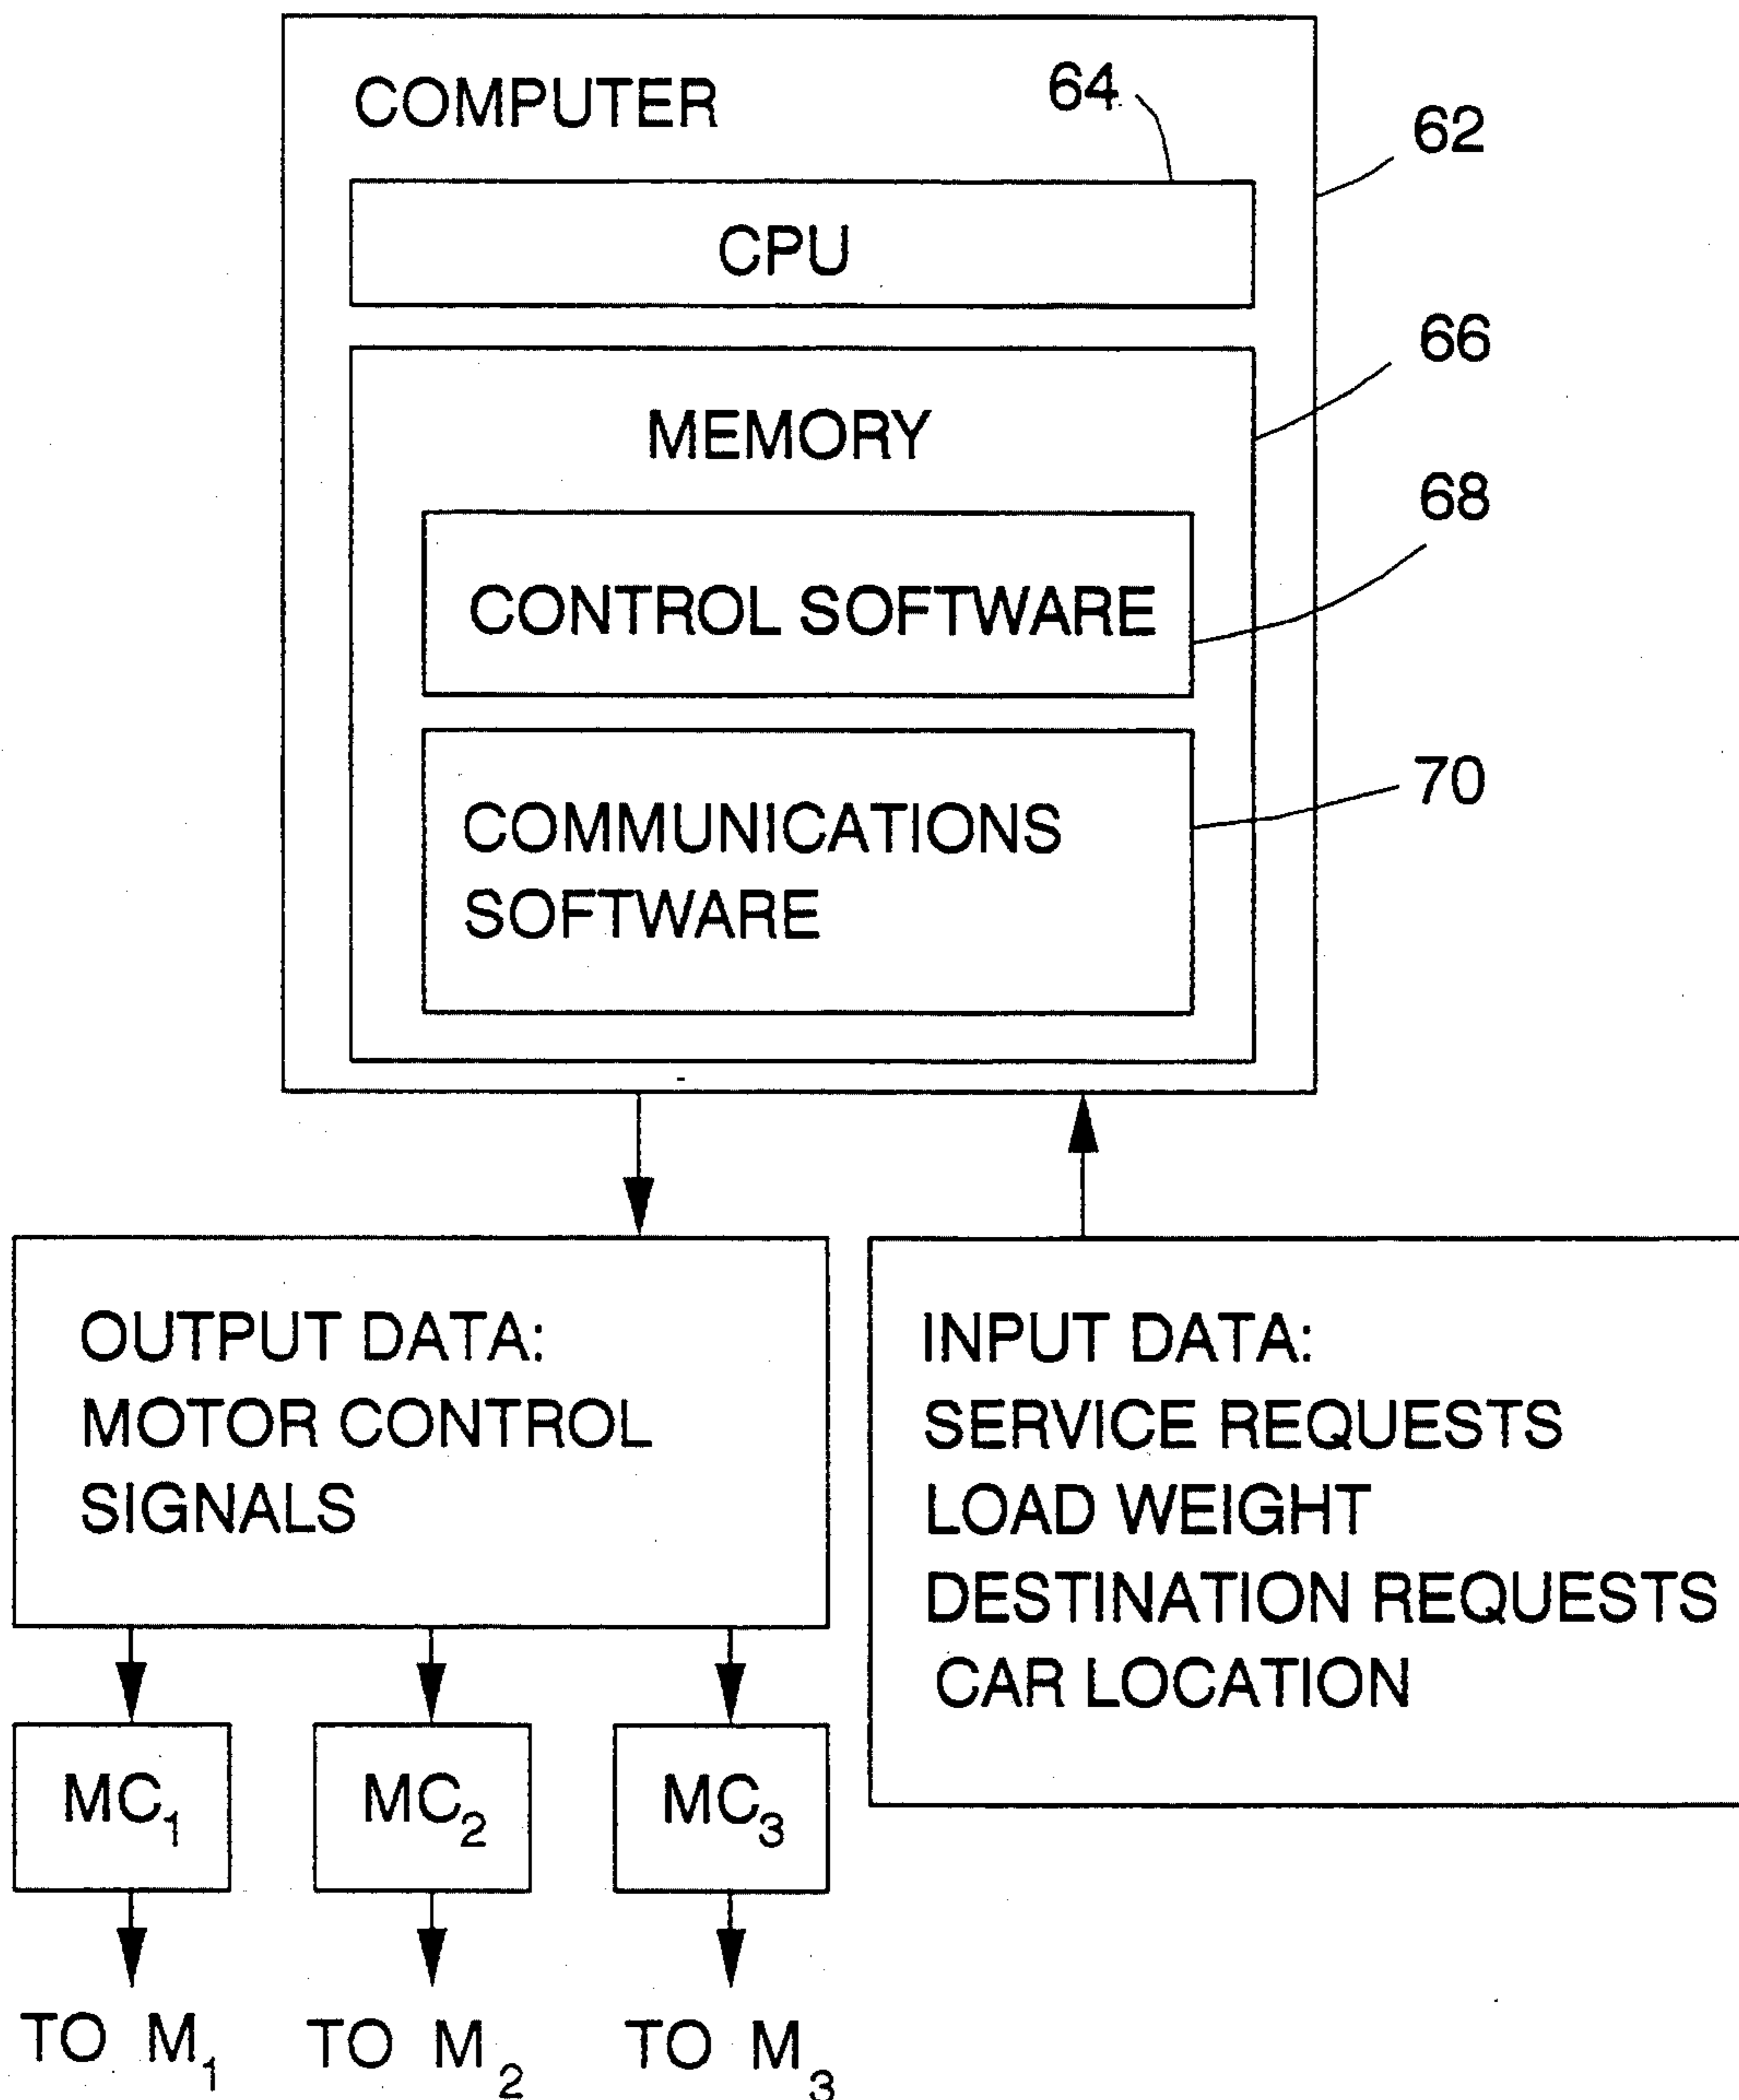 COMPUTER
64
62
CPU
66
MEMORY
68
CONTROL SOFTWARE
70
COMMUNICATIONS
SOFTWARE
OUTPUT DATA:
MOTOR CONTROL
SIGNALS
INPUT DATA:
SERVICE REQUESTS
LOAD WEIGHT
DESTINATION REQUESTS
CAR LOCATION
MC₁
MC₂
MC₃
TO M₁
TO M₂
TO M₃